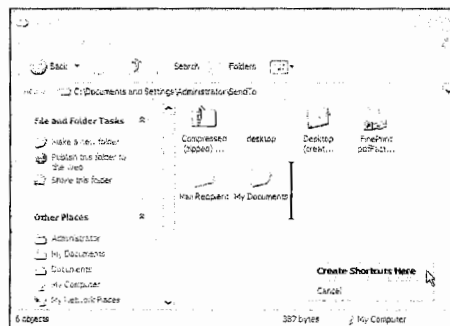 Back Search Folders
C:\Documents and Settings\Administrator\SendTo
File and Folder Tasks
Make a new folder
Publish this folder to
the web
Share this folder
Other Places
Administrator
My Documents
Documents
My Computer
My Network Places
Compressed
(zipped) ...
desktop
Desktop
(creat...
FinePrint
pdfFact...
Mail Recipient
My Documents
Create Shortcuts Here
Cancel
6 objects
387 bytes
My Computer